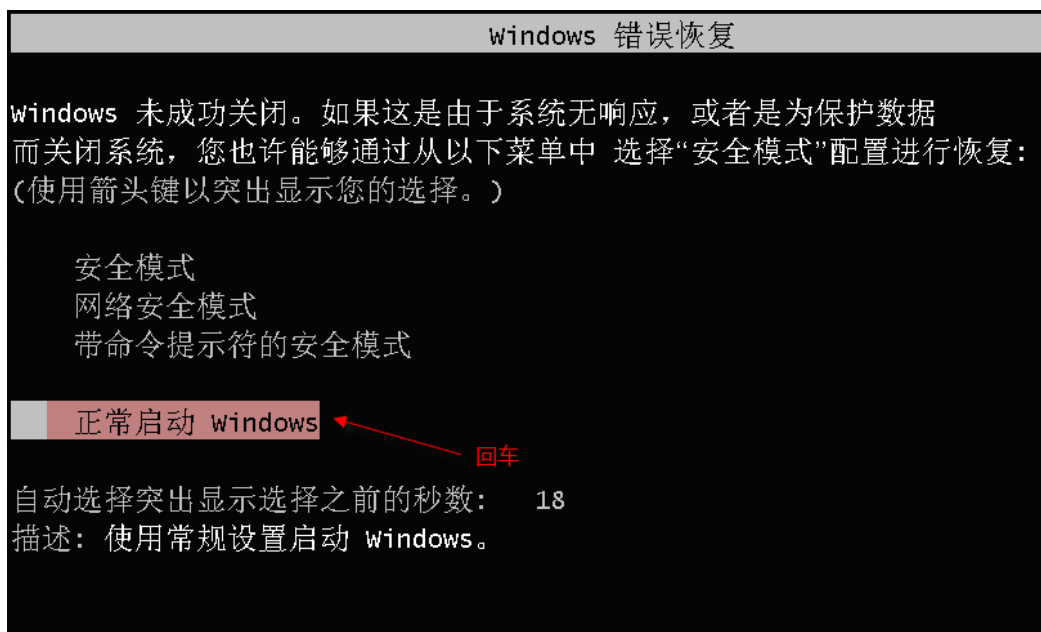 Windows 错误恢复
Windows 未成功关闭。如果这是由于系统无响应，或者是为保护数据
而关闭系统，您也许能够通过从以下菜单中 选择“安全模式”配置进行恢复:
(使用箭头键以突出显示您的选择。)
安全模式
网络安全模式
带命令提示符的安全模式
正常启动 Windows
回车
自动选择突出显示选择之前的秒数: 18
描述: 使用常规设置启动 Windows。